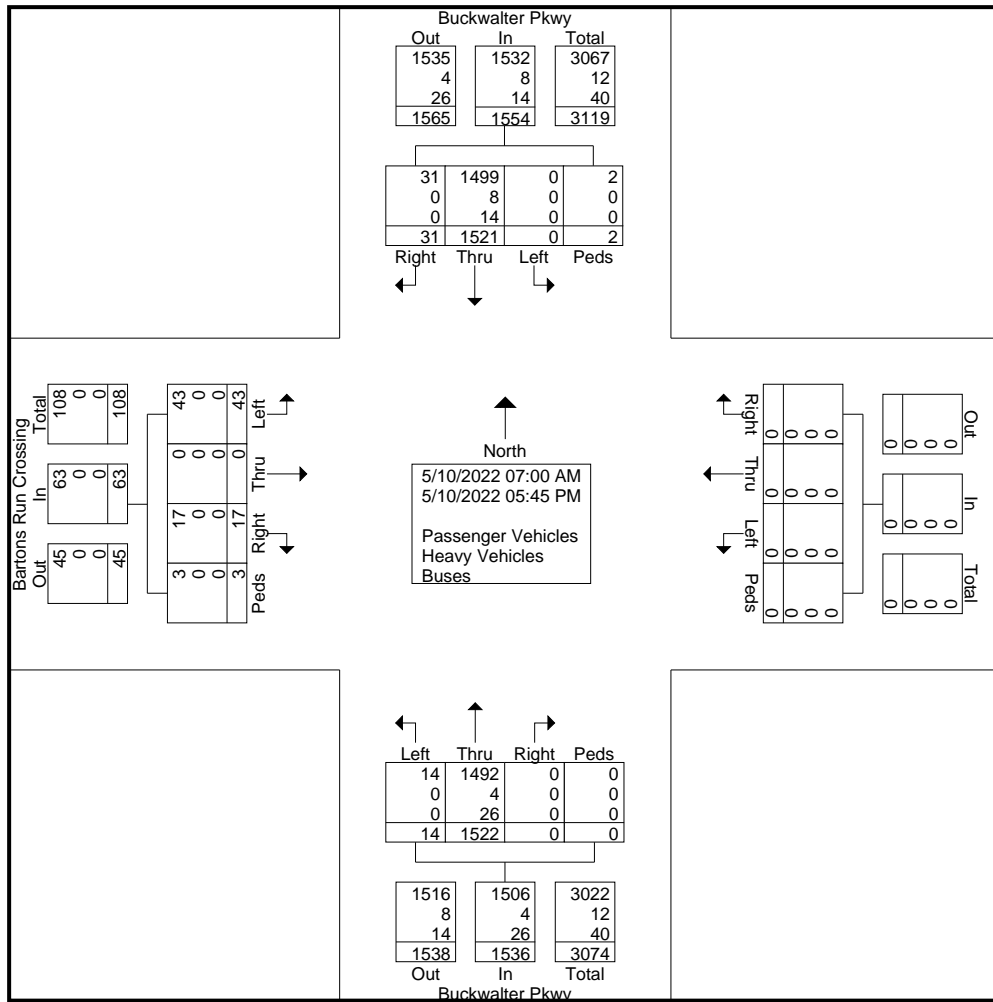 Buckwalter Pkwy
Out In Total
1535 1532 3067
4 8 12
26 14 40
1565 1554 3119
31 1499 0 2
0 8 0 0
0 14 0 0
31 1521 0 2
Right Thru Left Peds
Bartons Run Crossing
Total
108 0 0 108
In
63 0 0 63
Out
45 0 0 45
43 0 0 43
Left
0 0 0 0
Thru
17 0 0 17
Right
3 0 0 3
Peds
North
5/10/2022 07:00 AM
5/10/2022 05:45 PM
Passenger Vehicles
Heavy Vehicles
Buses
Right
0 0 0 0
Thru
0 0 0 0
Left
0 0 0 0
Peds
0 0 0 0
Out
0 0 0 0
In
0 0 0 0
Total
0 0 0 0
Left Thru Right Peds
14 1492 0 0
0 4 0 0
0 26 0 0
14 1522 0 0
1516 1506 3022
8 4 12
14 26 40
1538 1536 3074
Out In Total
Buckwalter Pkwy